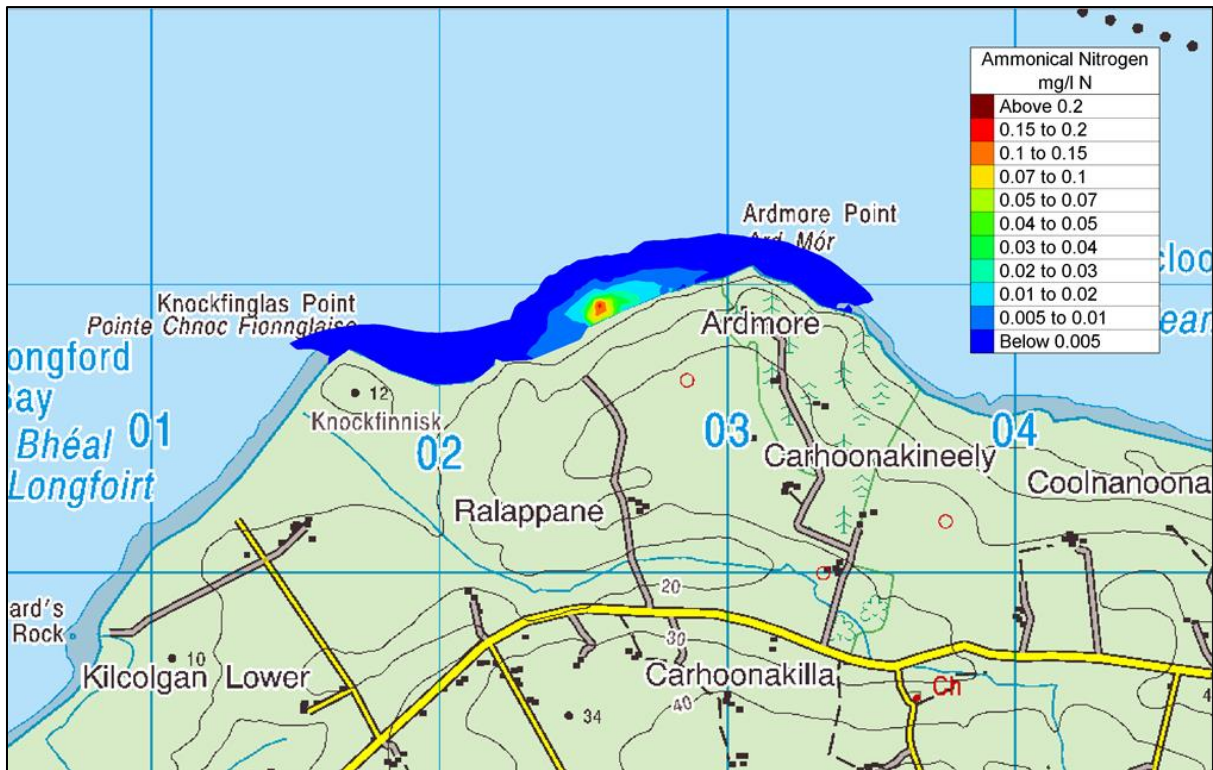 Ammonical Nitrogen
mg/l N
Above 0.2
0.15 to 0.2
0.1 to 0.15
0.07 to 0.1
0.05 to 0.07
0.04 to 0.05
0.03 to 0.04
0.02 to 0.03
0.01 to 0.02
0.005 to 0.01
Below 0.005
Ardmore Point
Ard Mór
Knockfinglas Point
Pointe Chnoc Fionnglaise
ongford
Bay
Bhéal
Longfoirt
Ardmore
12
Knockfinnisk
01
02
03
04
Carhoonakineely
Coolnanoona
Ralappane
20
ard's
Rock
30
10
Kilcolgan Lower
Carhoonakilla
40
Ch
34
4